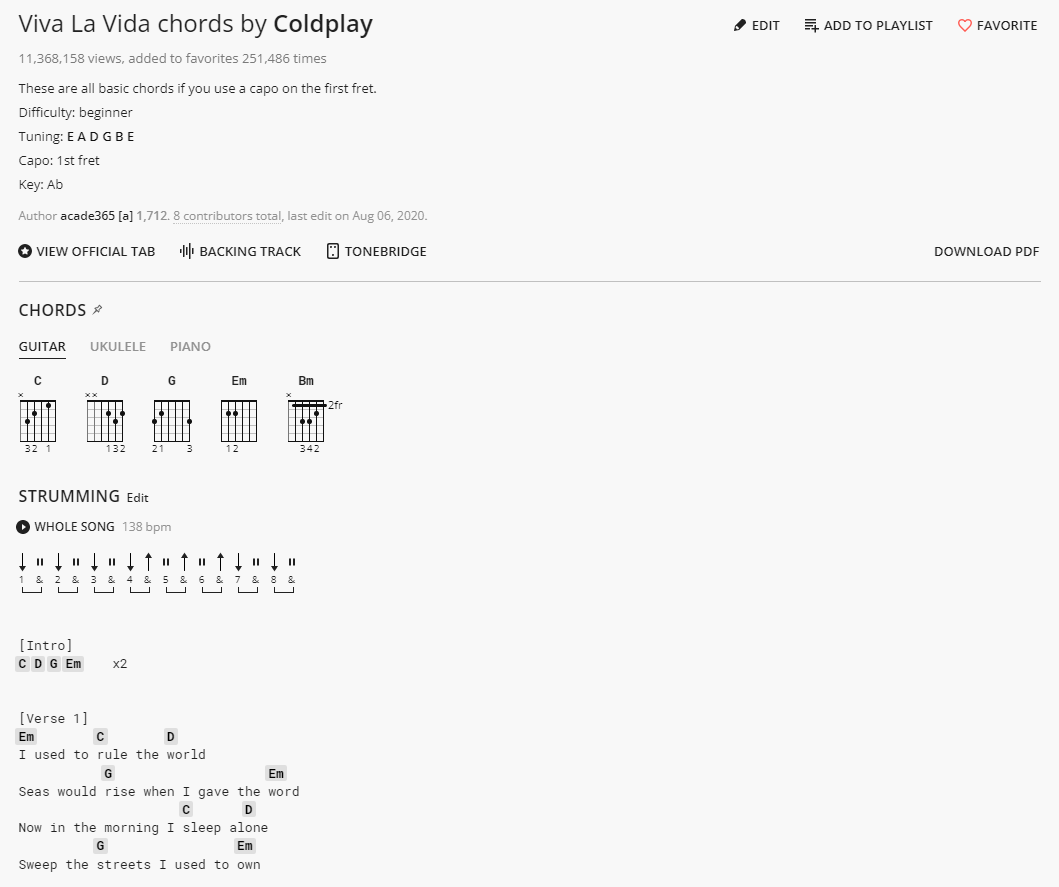 Viva La Vida chords by Coldplay
EDIT ADD TO PLAYLIST FAVORITE
11,368,158 views, added to favorites 251,486 times
These are all basic chords if you use a capo on the first fret.
Difficulty: beginner
Tuning: E A D G B E
Capo: 1st fret
Key: Ab
Author acade365 [a] 1,712. 8 contributors total, last edit on Aug 06, 2020.
VIEW OFFICIAL TAB BACKING TRACK TONEBRIDGE DOWNLOAD PDF
CHORDS
GUITAR UKULELE PIANO
C D G Em Bm
× ×× ×
2fr
32 1 132 21 3 12 342
STRUMMING Edit
WHOLE SONG 138 bpm
1 & 2 & 3 & 4 & 5 & 6 & 7 & 8 &
[Intro]
C D G Em x2
[Verse 1]
Em C D
I used to rule the world
G Em
Seas would rise when I gave the word
C D
Now in the morning I sleep alone
G Em
Sweep the streets I used to own